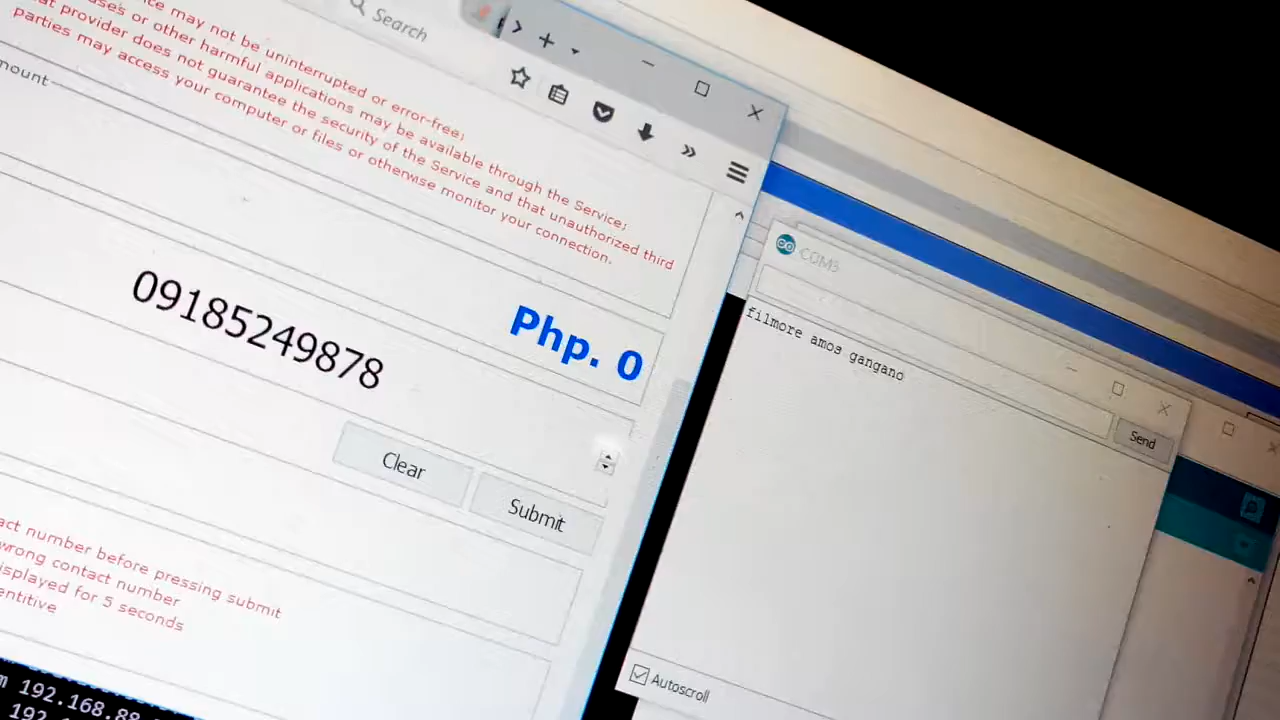 Search
ce may not be uninterrupted or error-free;
ses or other harmful applications may be available through the Service;
at provider does not guarantee the security of the Service and that unauthorized third
parties may access your computer or files or otherwise monitor your connection.
mount
09185249878
Php. 0
Clear
Submit
act number before pressing submit
wrong contact number
isplayed for 5 seconds
entitive
m 192.168.88
192.1
COM3
filmore amos gangano
Send
Autoscroll